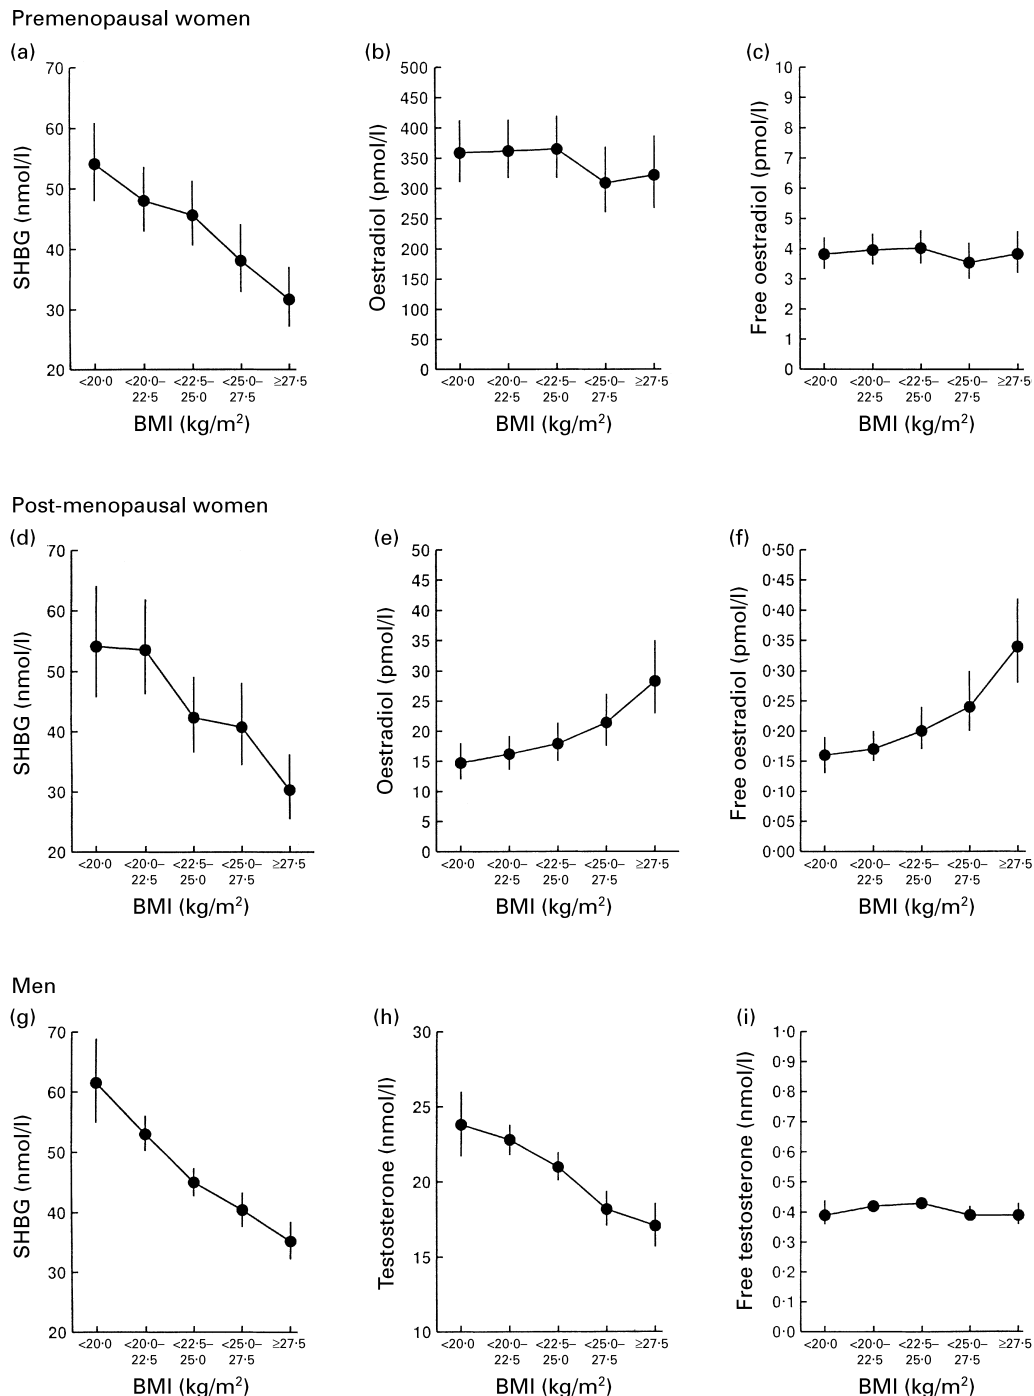 Premenopausal women
(a)
70
60
50
40
30
20
SHBG (nmol/l)
<20·0 <20·0– <22·5– <25·0– ≥27·5
22·5 25·0 27·5
BMI (kg/m²)
(b)
500
450
400
350
300
250
200
150
100
50
0
Oestradiol (pmol/l)
<20·0 <20·0– <22·5– <25·0– ≥27·5
22·5 25·0 27·5
BMI (kg/m²)
(c)
10
9
8
7
6
5
4
3
2
1
0
Free oestradiol (pmol/l)
<20·0 <20·0– <22·5– <25·0– ≥27·5
22·5 25·0 27·5
BMI (kg/m²)
Post-menopausal women
(d)
70
60
50
40
30
20
SHBG (nmol/l)
<20·0 <20·0– <22·5– <25·0– ≥27·5
22·5 25·0 27·5
BMI (kg/m²)
(e)
50
45
40
35
30
25
20
15
10
5
0
Oestradiol (pmol/l)
<20·0 <20·0– <22·5– <25·0– ≥27·5
22·5 25·0 27·5
BMI (kg/m²)
(f)
0·50
0·45
0·40
0·35
0·30
0·25
0·20
0·15
0·10
0·05
0·00
Free oestradiol (pmol/l)
<20·0 <20·0– <22·5– <25·0– ≥27·5
22·5 25·0 27·5
BMI (kg/m²)
Men
(g)
70
60
50
40
30
20
SHBG (nmol/l)
<20·0 <20·0– <22·5– <25·0– ≥27·5
22·5 25·0 27·5
BMI (kg/m²)
(h)
30
25
20
15
10
Testosterone (nmol/l)
<20·0 <20·0– <22·5– <25·0– ≥27·5
22·5 25·0 27·5
BMI (kg/m²)
(i)
1·0
0·9
0·8
0·7
0·6
0·5
0·4
0·3
0·2
0·1
0·0
Free testosterone (nmol/l)
<20·0 <20·0– <22·5– <25·0– ≥27·5
22·5 25·0 27·5
BMI (kg/m²)